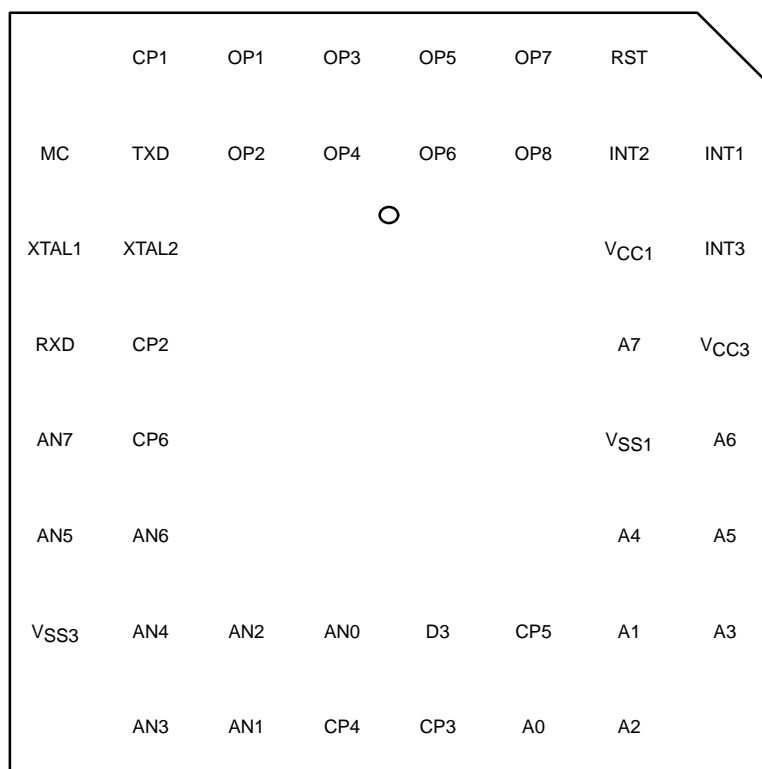 CP1 OP1 OP3 OP5 OP7 RST
MC TXD OP2 OP4 OP6 OP8 INT2 INT1
XTAL1 XTAL2 VCC1 INT3
RXD CP2 A7 VCC3
AN7 CP6 VSS1 A6
AN5 AN6 A4 A5
VSS3 AN4 AN2 AN0 D3 CP5 A1 A3
AN3 AN1 CP4 CP3 A0 A2